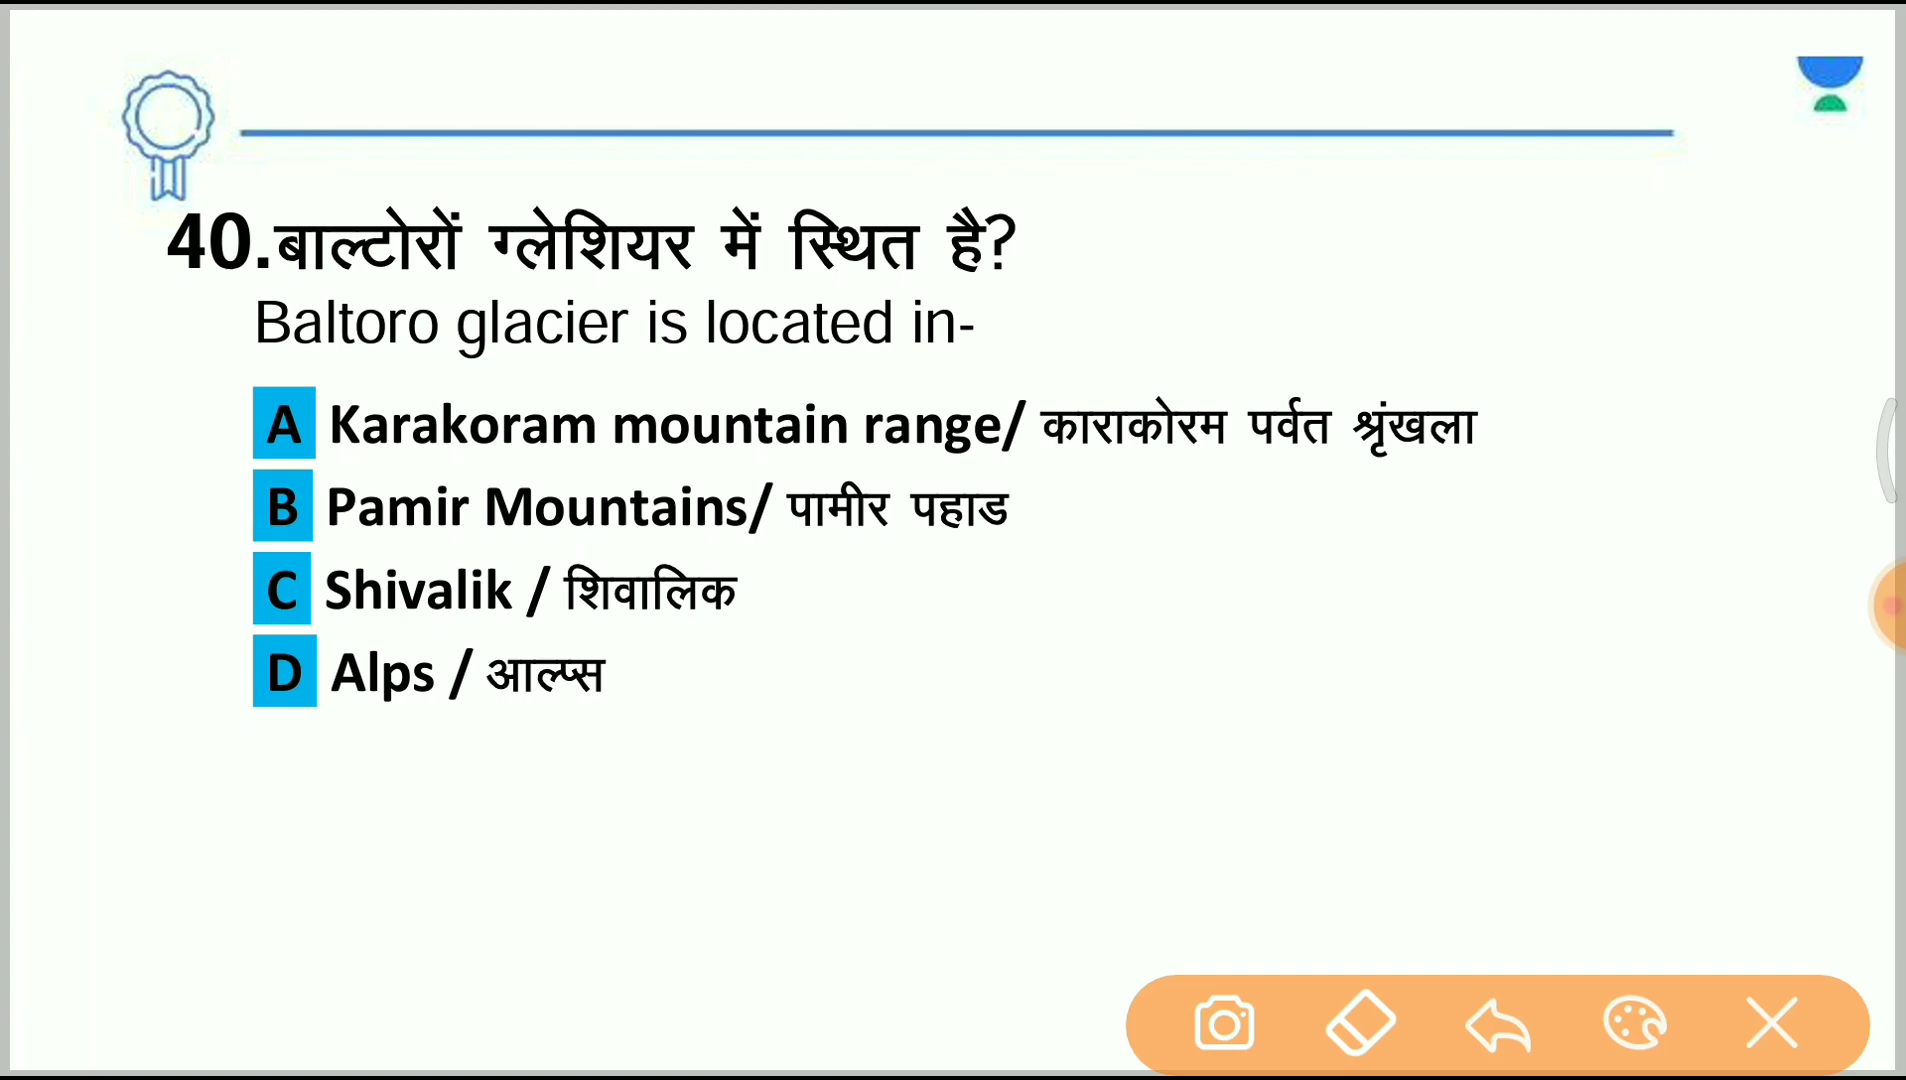 40.बाल्टोरों ग्लेशियर में स्थित है?
Baltoro glacier is located in-
A Karakoram mountain range/ काराकोरम पर्वत श्रृंखला
B Pamir Mountains/ पामीर पहाड
C Shivalik / शिवालिक
D Alps / आल्प्स